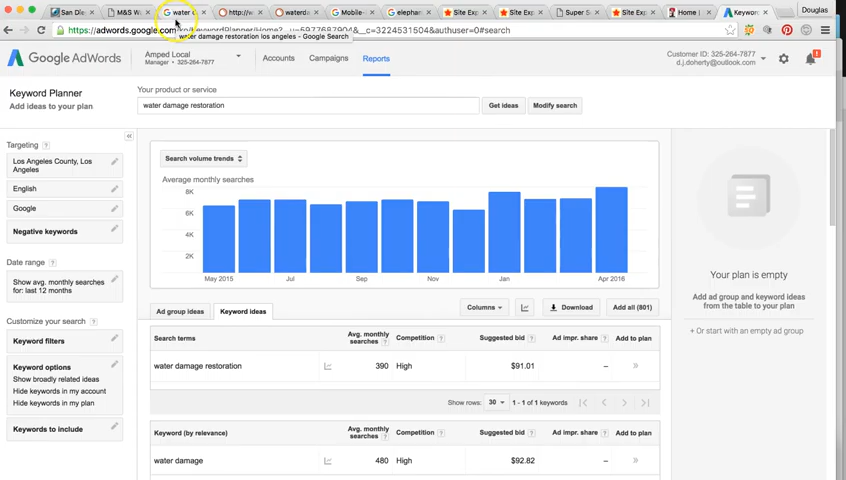 San Die
M&S W
water d
http://w
waterda
Mobile-
elephan
Site Exp
Site Exp
Super S
Site Exp
Home |
Keywor
Douglas
https://adwords.google.com
authuser=0#search
water damage restoration los angeles - Google Search
Google AdWords
Amped Local
Manager - 325-264-7877
Accounts
Campaigns
Reports
Customer ID: 325-264-7877
d.j.doherty@outlook.com
Keyword Planner
Add ideas to your plan
Your product or service
water damage restoration
Get ideas
Modify search
Targeting ?
Los Angeles County, Los
Angeles
English
Google
Negative keywords
Date range ?
Show avg. monthly searches
for: last 12 months
Customize your search ?
Keyword filters
Keyword options
Show broadly related ideas
Hide keywords in my account
Hide keywords in my plan
Keywords to include
Search volume trends
Average monthly searches
8K
6K
4K
2K
May 2015
Jul
Sep
Nov
Jan
Apr 2016
Your plan is empty
Add ad group and keyword ideas
from the table to your plan
+ Or start with an empty ad group
Ad group ideas
Keyword ideas
Columns
Download
Add all (801)
Search terms
Avg. monthly
searches ?
Competition ?
Suggested bid ?
Ad impr. share ?
Add to plan
water damage restoration
390
High
$91.01
–
»
Show rows: 30
1 - 1 of 1 keywords
Keyword (by relevance)
Avg. monthly
searches ?
Competition ?
Suggested bid ?
Ad impr. share ?
Add to plan
water damage
480
High
$92.82
–
»